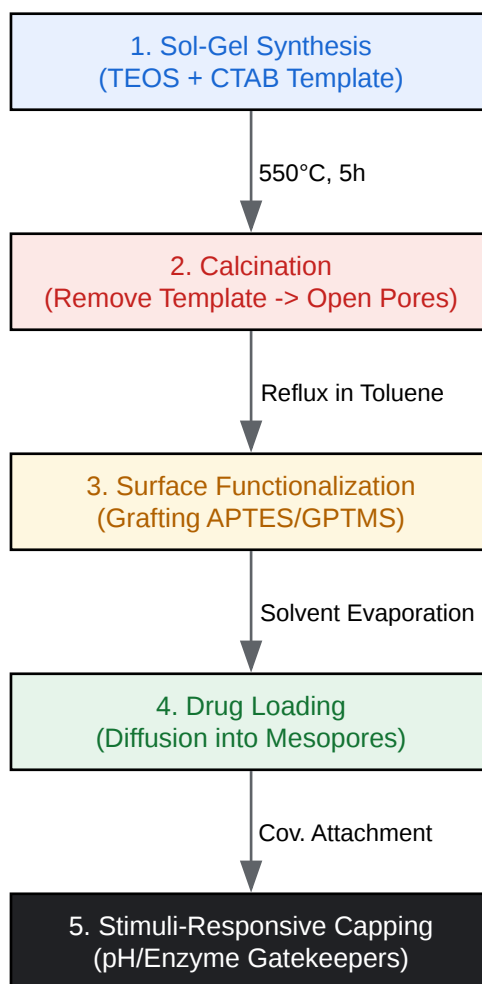 1. Sol-Gel Synthesis
(TEOS + CTAB Template)
550°C, 5h
2. Calcination
(Remove Template -> Open Pores)
Reflux in Toluene
3. Surface Functionalization
(Grafting APTES/GPTMS)
Solvent Evaporation
4. Drug Loading
(Diffusion into Mesopores)
Cov. Attachment
5. Stimuli-Responsive Capping
(pH/Enzyme Gatekeepers)